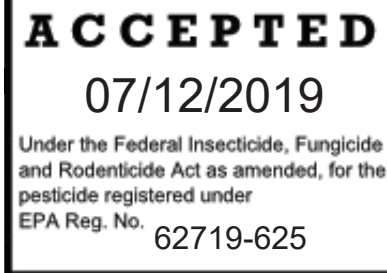 ACCEPTED
07/12/2019
Under the Federal Insecticide, Fungicide
and Rodenticide Act as amended, for the
pesticide registered under
EPA Reg. No. 62719-625